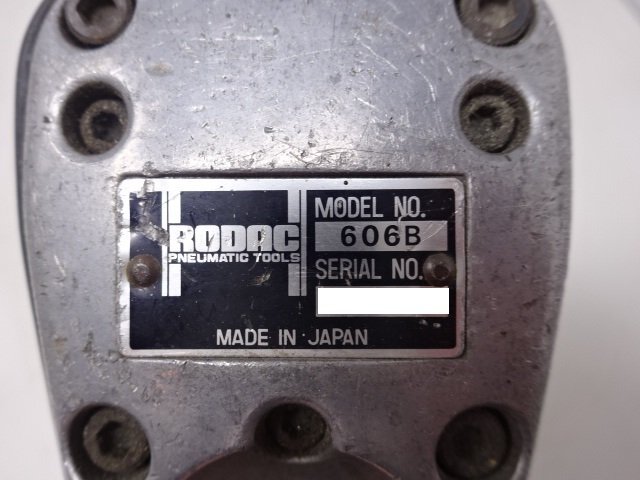 RODAC
PNEUMATIC TOOLS
MODEL NO.
606B
SERIAL NO.
MADE IN JAPAN